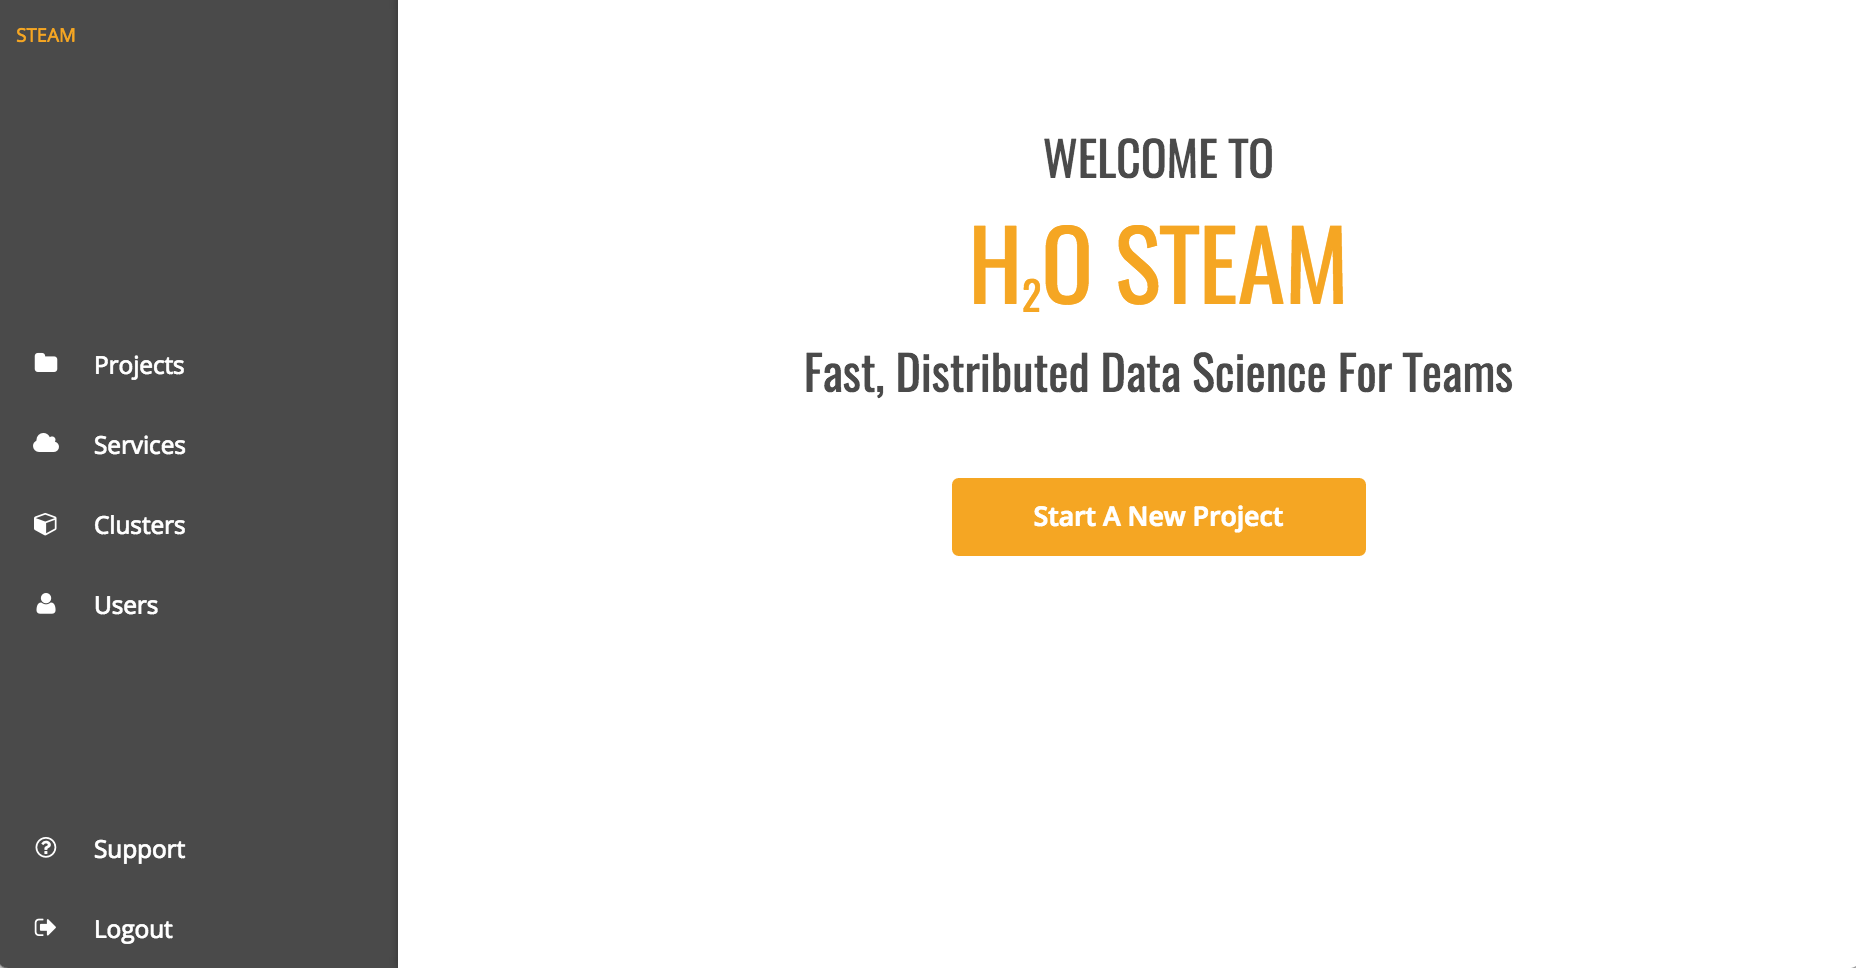 STEAM
Projects
Services
Clusters
Users
Support
Logout
WELCOME TO
H₂O STEAM
Fast, Distributed Data Science For Teams
Start A New Project